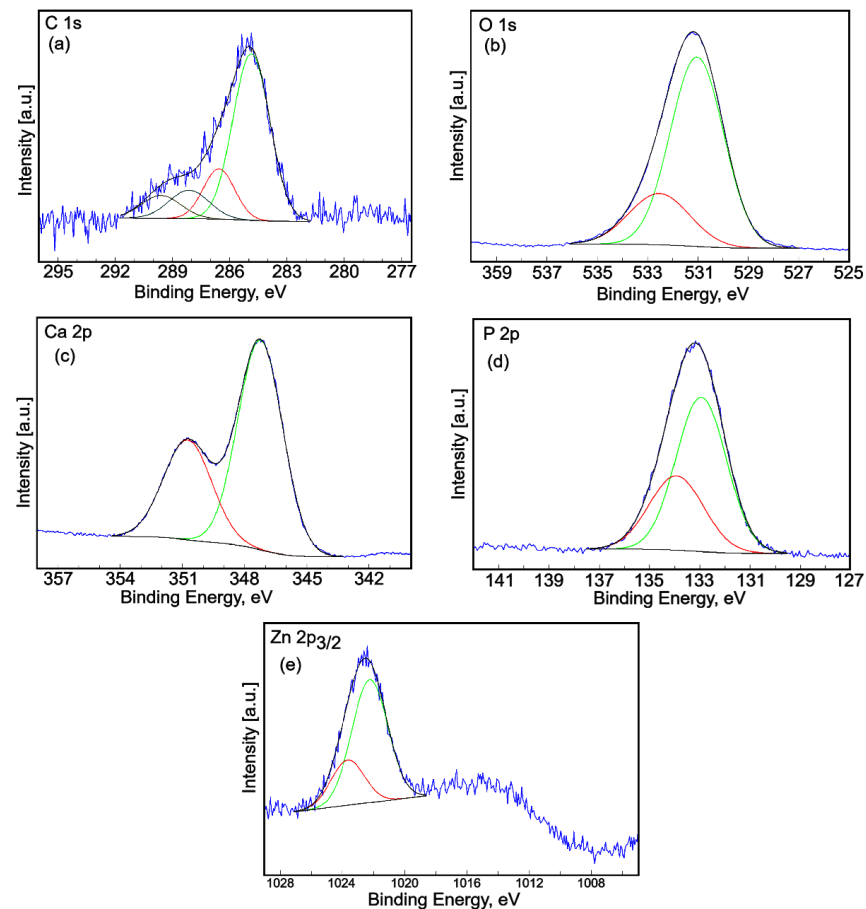 C 1s
(a)
Intensity [a.u.]
295 292 289 286 283 280 277
Binding Energy, eV
O 1s
(b)
Intensity [a.u.]
359 537 535 533 531 529 527 525
Binding Energy, eV
Ca 2p
(c)
Intensity [a.u.]
357 354 351 348 345 342
Binding Energy, eV
P 2p
(d)
Intensity [a.u.]
141 139 137 135 133 131 129 127
Binding Energy, eV
Zn 2p3/2
(e)
Intensity [a.u.]
1028 1024 1020 1016 1012 1008
Binding Energy, eV